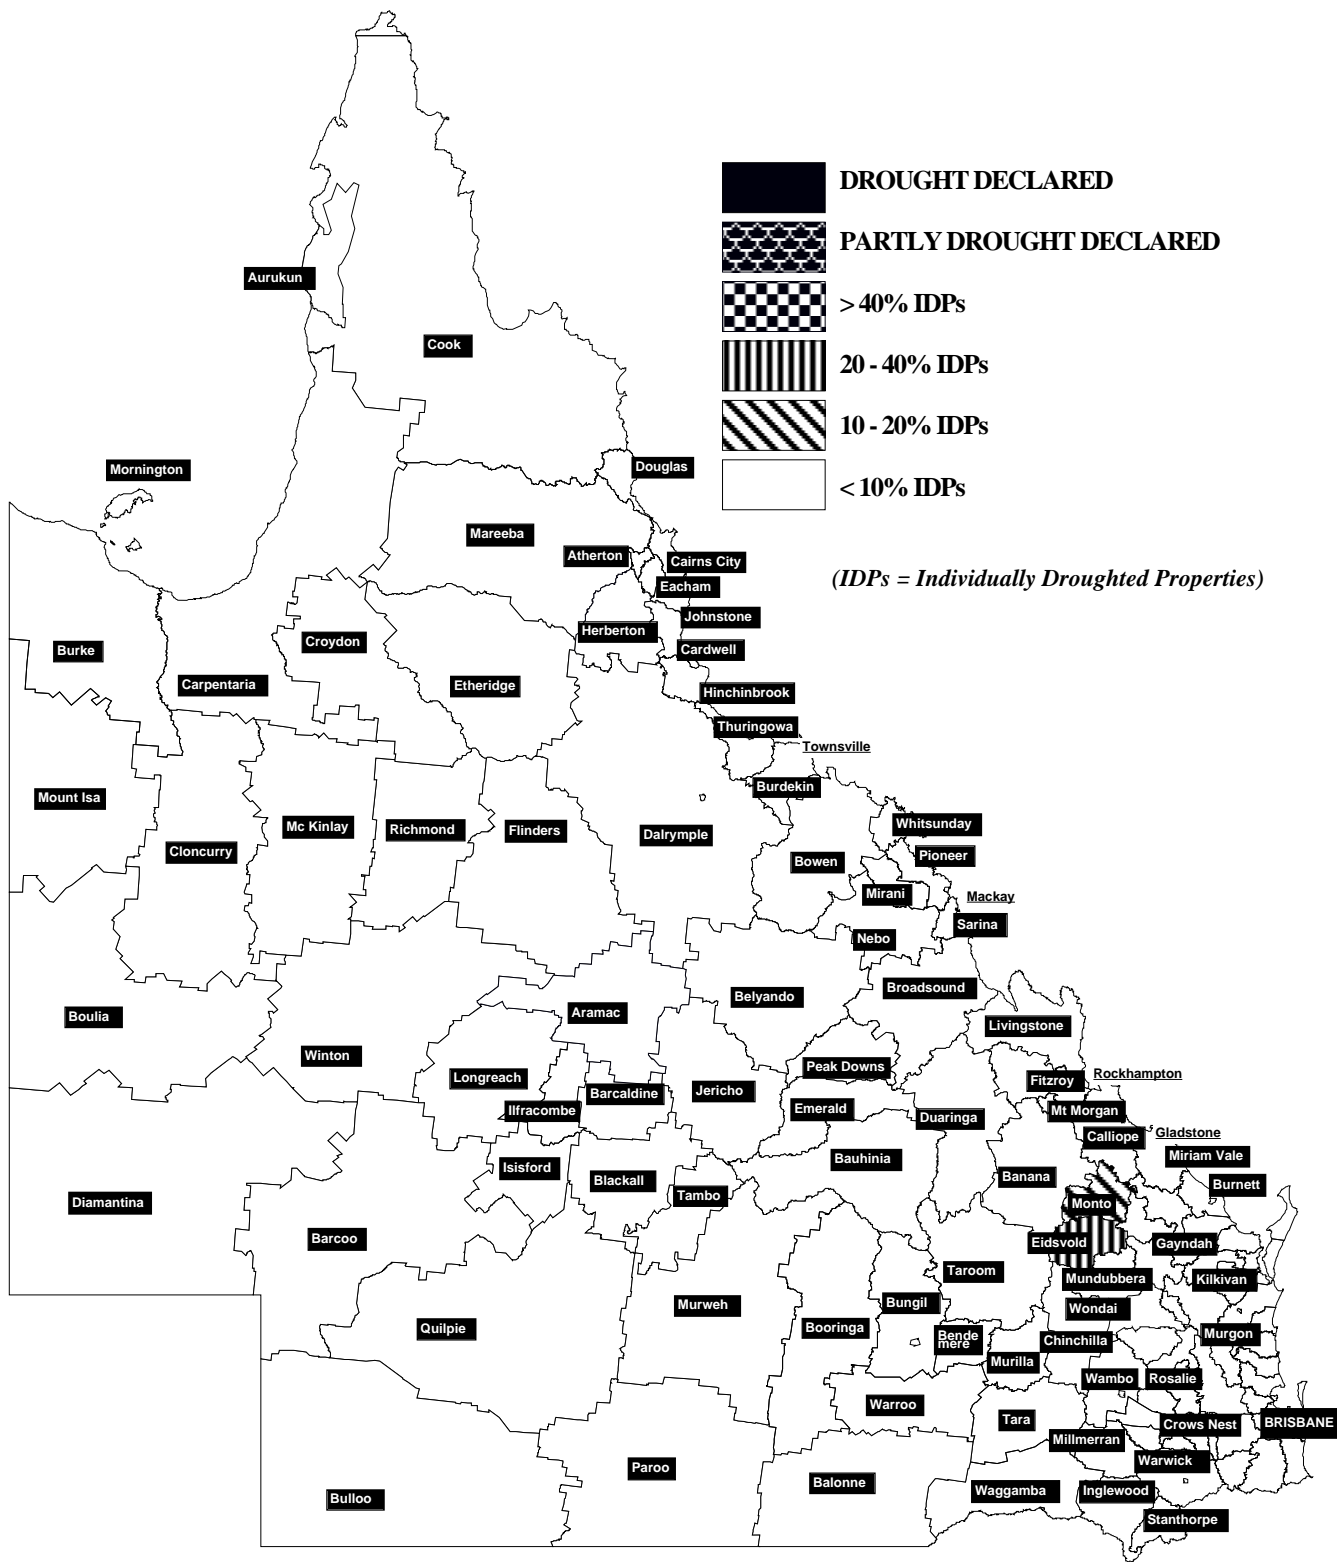 DROUGHT DECLARED
PARTLY DROUGHT DECLARED
> 40% IDPs
20 - 40% IDPs
10 - 20% IDPs
< 10% IDPs
(IDPs = Individually Droughted Properties)
Aurukun
Cook
Mornington
Douglas
Mareeba
Atherton
Cairns City
Eacham
Johnstone
Herberton
Cardwell
Burke
Croydon
Carpentaria
Etheridge
Hinchinbrook
Thuringowa
Townsville
Burdekin
Mount Isa
Mc Kinlay
Richmond
Flinders
Dalrymple
Whitsunday
Cloncurry
Bowen
Pioneer
Mirani
Mackay
Sarina
Nebo
Broadsound
Belyando
Boulia
Aramac
Livingstone
Winton
Longreach
Peak Downs
Rockhampton
Fitzroy
Barcaldine
Jericho
Ilfracombe
Emerald
Duaringa
Mt Morgan
Calliope
Gladstone
Miriam Vale
Bauhinia
Isisford
Blackall
Banana
Burnett
Diamantina
Tambo
Monto
Barcoo
Eidsvold
Gayndah
Taroom
Mundubbera
Kilkivan
Murweh
Bungil
Wondai
Quilpie
Booringa
Bende
mere
Chinchilla
Murgon
Murilla
Wambo
Rosalie
Warroo
Tara
Crows Nest
BRISBANE
Millmerran
Warwick
Paroo
Balonne
Bulloo
Waggamba
Inglewood
Stanthorpe